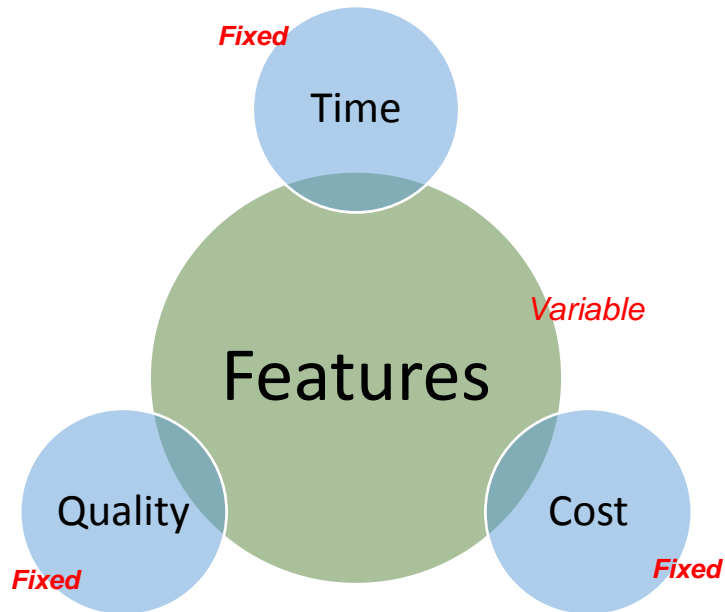 Fixed
Time
Variable
Features
Quality
Cost
Fixed
Fixed